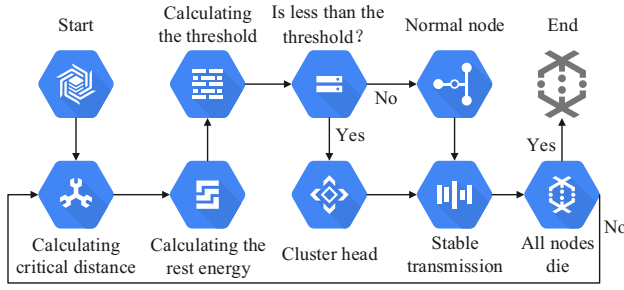 Start
Calculating
the threshold
Is less than the
threshold?
Normal node
End
No
Yes
Yes
No
Calculating
critical distance
Calculating the
rest energy
Cluster head
Stable
transmission
All nodes
die